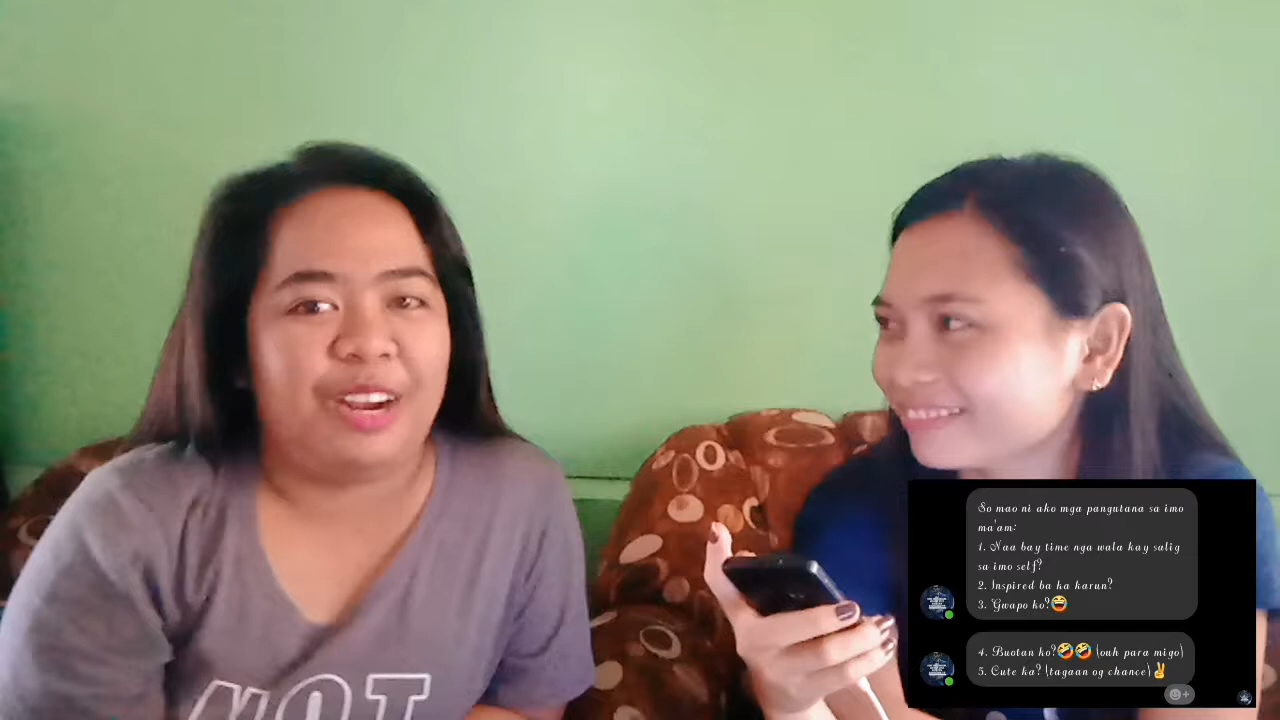 NOT
So mao ni ako mga pangutana sa imo
ma'am:
1. Naa bay time nga wala kay salig
sa imo self?
2. Inspired ba ka karun?
3. Gwapo ko?😆
4. Buotan ko?🤣🤣 (ouh para migo)
5. Cute ka? (tagaan og chance)✌